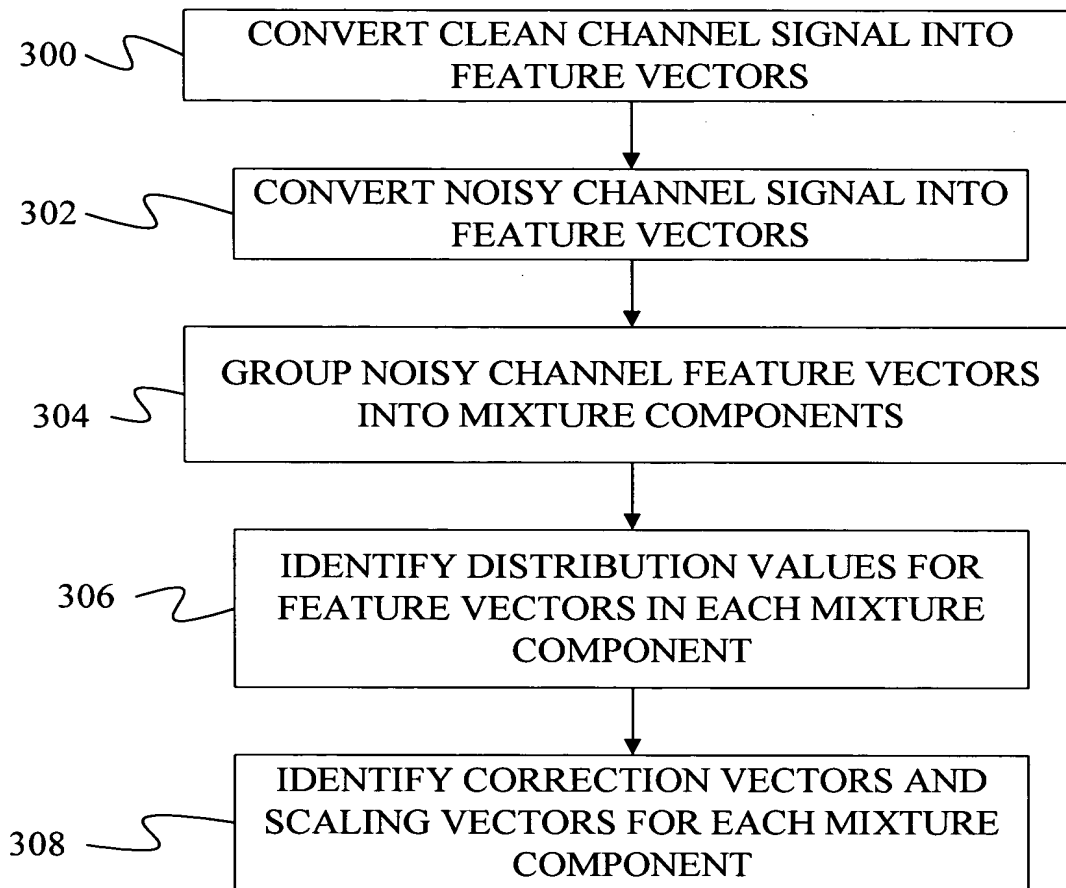 300
CONVERT CLEAN CHANNEL SIGNAL INTO
FEATURE VECTORS
302
CONVERT NOISY CHANNEL SIGNAL INTO
FEATURE VECTORS
304
GROUP NOISY CHANNEL FEATURE VECTORS
INTO MIXTURE COMPONENTS
306
IDENTIFY DISTRIBUTION VALUES FOR
FEATURE VECTORS IN EACH MIXTURE
COMPONENT
308
IDENTIFY CORRECTION VECTORS AND
SCALING VECTORS FOR EACH MIXTURE
COMPONENT